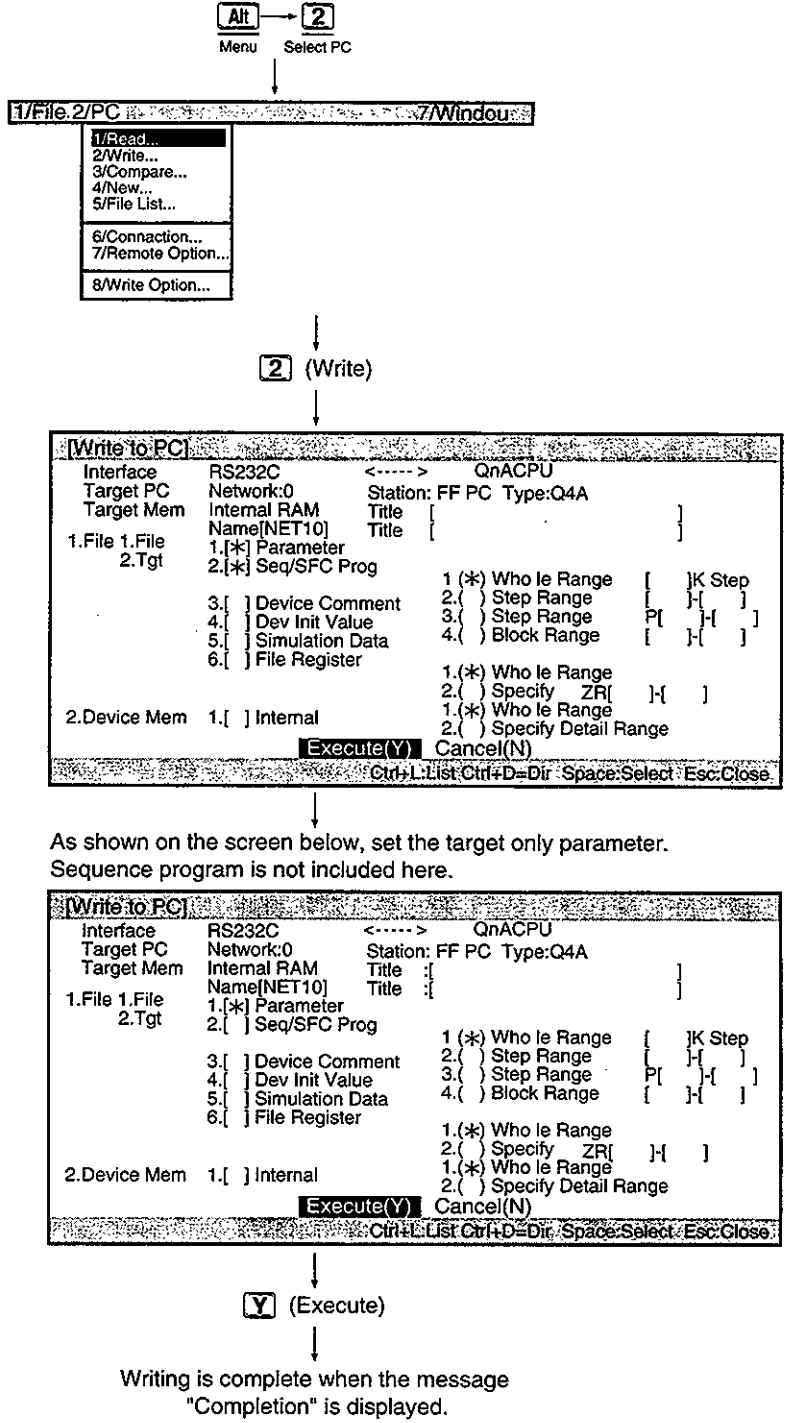 Alt 2
Menu Select PC
1/File 2/PC 7/Windou
1/Read...
2/Write...
3/Compare...
4/New...
5/File List...
6/Connaction...
7/Remote Option...
8/Write Option...
2 (Write)
[Write to PC]
Interface RS232C <-----> QnACPU
Target PC Network:0 Station: FF PC Type:Q4A
Target Mem Internal RAM Title [ ]
Name[NET10] Title [ ]
1.File 1.File 1.[*] Parameter
2.Tgt 2.[*] Seq/SFC Prog
1 (*) Who le Range [ ]K Step
3.[ ] Device Comment 2.( ) Step Range [ ]-[ ]
4.[ ] Dev Init Value 3.( ) Step Range P[ ]-[ ]
5.[ ] Simulation Data 4.( ) Block Range [ ]-[ ]
6.[ ] File Register
1.(*) Who le Range
2.( ) Specify ZR[ ]-[ ]
2.Device Mem 1.[ ] Internal 1.(*) Who le Range
2.( ) Specify Detail Range
Execute(Y) Cancel(N)
Ctrl+L:List Ctrl+D=Dir Space:Select Esc:Close
As shown on the screen below, set the target only parameter.
Sequence program is not included here.
[Write to PC]
Interface RS232C <-----> QnACPU
Target PC Network:0 Station: FF PC Type:Q4A
Target Mem Internal RAM Title :[ ]
Name[NET10] Title :[ ]
1.File 1.File 1.[*] Parameter
2.Tgt 2.[ ] Seq/SFC Prog
1 (*) Who le Range [ ]K Step
3.[ ] Device Comment 2.( ) Step Range [ ]-[ ]
4.[ ] Dev Init Value 3.( ) Step Range P[ ]-[ ]
5.[ ] Simulation Data 4.( ) Block Range [ ]-[ ]
6.[ ] File Register
1.(*) Who le Range
2.( ) Specify ZR[ ]-[ ]
2.Device Mem 1.[ ] Internal 1.(*) Who le Range
2.( ) Specify Detail Range
Execute(Y) Cancel(N)
Ctrl+L:List Ctrl+D=Dir Space:Select Esc:Close
Y (Execute)
Writing is complete when the message
"Completion" is displayed.